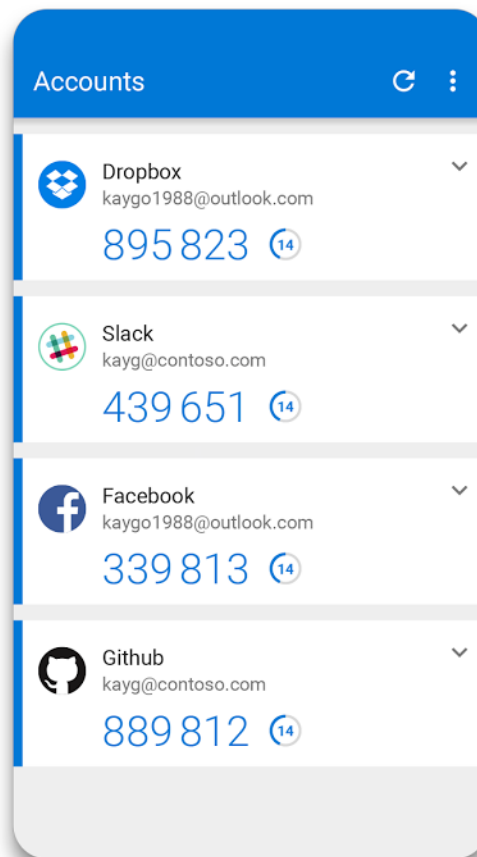 Accounts
Dropbox
kaygo1988@outlook.com
895 823 14
Slack
kayg@contoso.com
439 651 14
Facebook
kaygo1988@outlook.com
339 813 14
Github
kayg@contoso.com
889 812 14